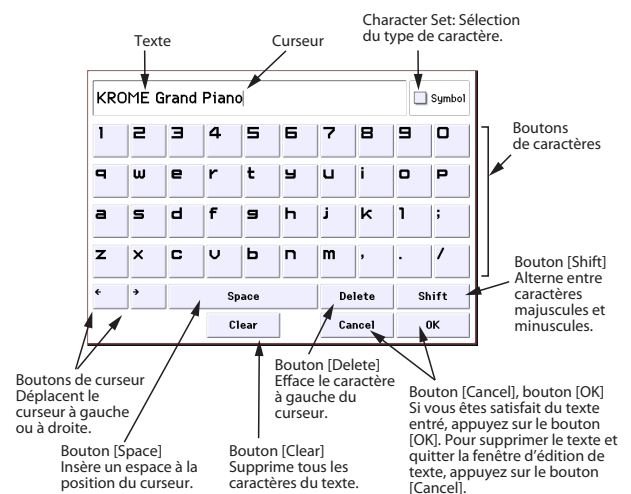 Character Set: Sélection
du type de caractère.
Texte
Curseur
KROME Grand Piano
Symbol
1 2 3 4 5 6 7 8 9 0
q w e r t y u i o p
a s d f g h j k l ;
z x c v b n m , . /
← → Space Delete Shift
Clear Cancel OK
Boutons
de caractères
Bouton [Shift]
Alterne entre
caractères
majuscules et
minuscules.
Boutons de curseur
Déplacent le
curseur à gauche
ou à droite.
Bouton [Space]
Insère un espace à la
position du curseur.
Bouton [Clear]
Supprime tous les
caractères du texte.
Bouton [Delete]
Efface le caractère
à gauche du
curseur.
Bouton [Cancel], bouton [OK]
Si vous êtes satisfait du texte
entré, appuyez sur le bouton
[OK]. Pour supprimer le texte et
quitter la fenêtre d’édition de
texte, appuyez sur le bouton
[Cancel].